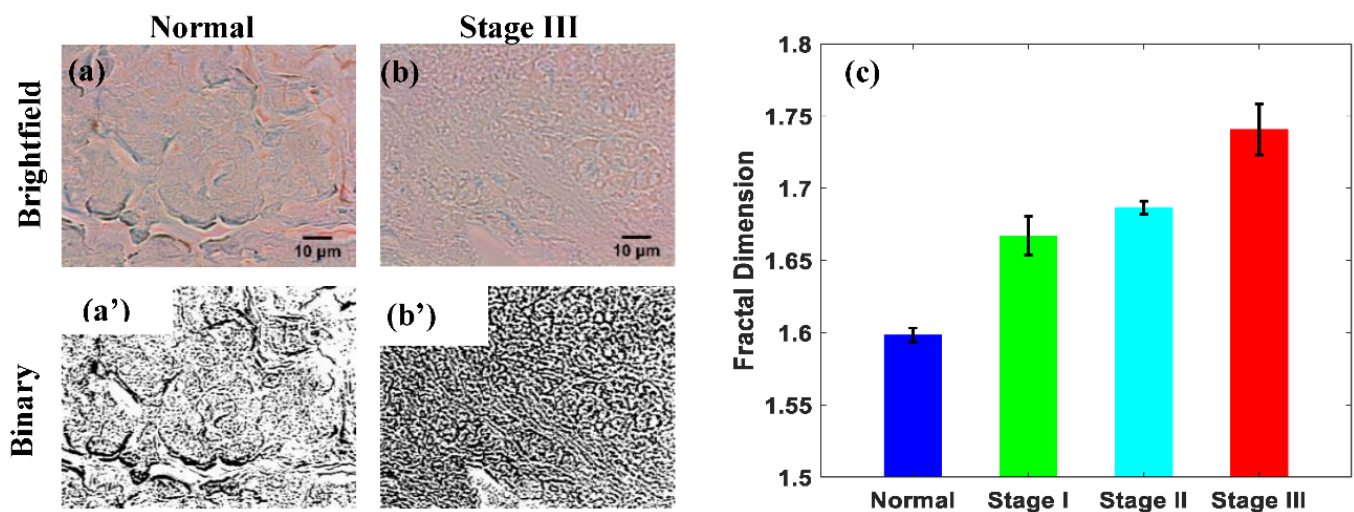 Normal
Stage III
Brightfield
(a)
10 μm
(b)
10 μm
Binary
(a')
(b')
(c)
Fractal Dimension
1.8
1.75
1.7
1.65
1.6
1.55
1.5
Normal
Stage I
Stage II
Stage III